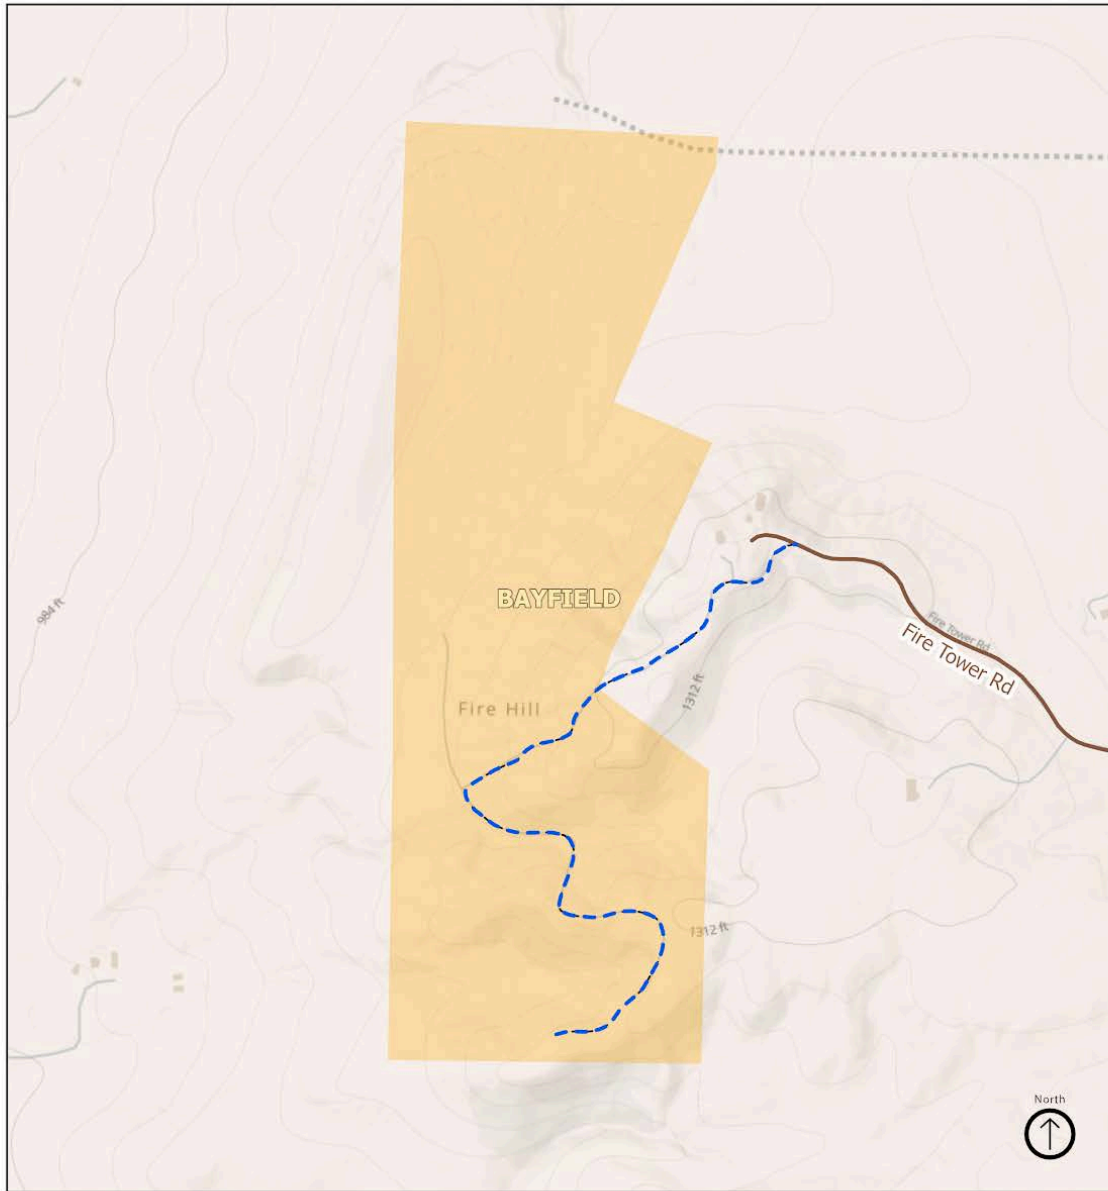 984 ft
BAYFIELD
Fire Tower Rd
Fire Tower Rd
Fire Hill
1312 ft
1312 ft
North